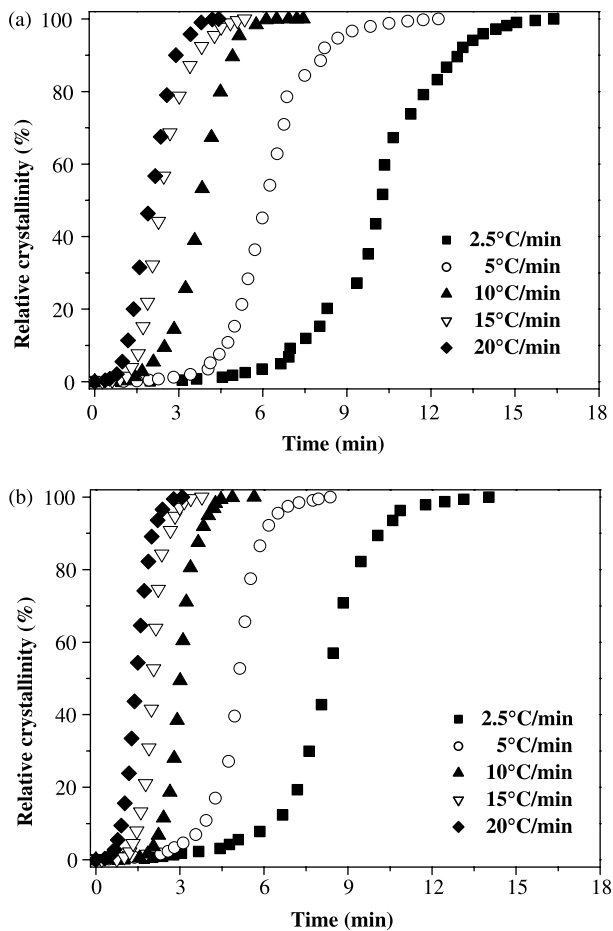 (a)
Relative crystallinity (%)
100
80
60
40
20
0
2.5°C/min
5°C/min
10°C/min
15°C/min
20°C/min
0 3 6 9 12 15 18
Time (min)
(b)
Relative crystallinity (%)
100
80
60
40
20
0
2.5°C/min
5°C/min
10°C/min
15°C/min
20°C/min
0 3 6 9 12 15 18
Time (min)